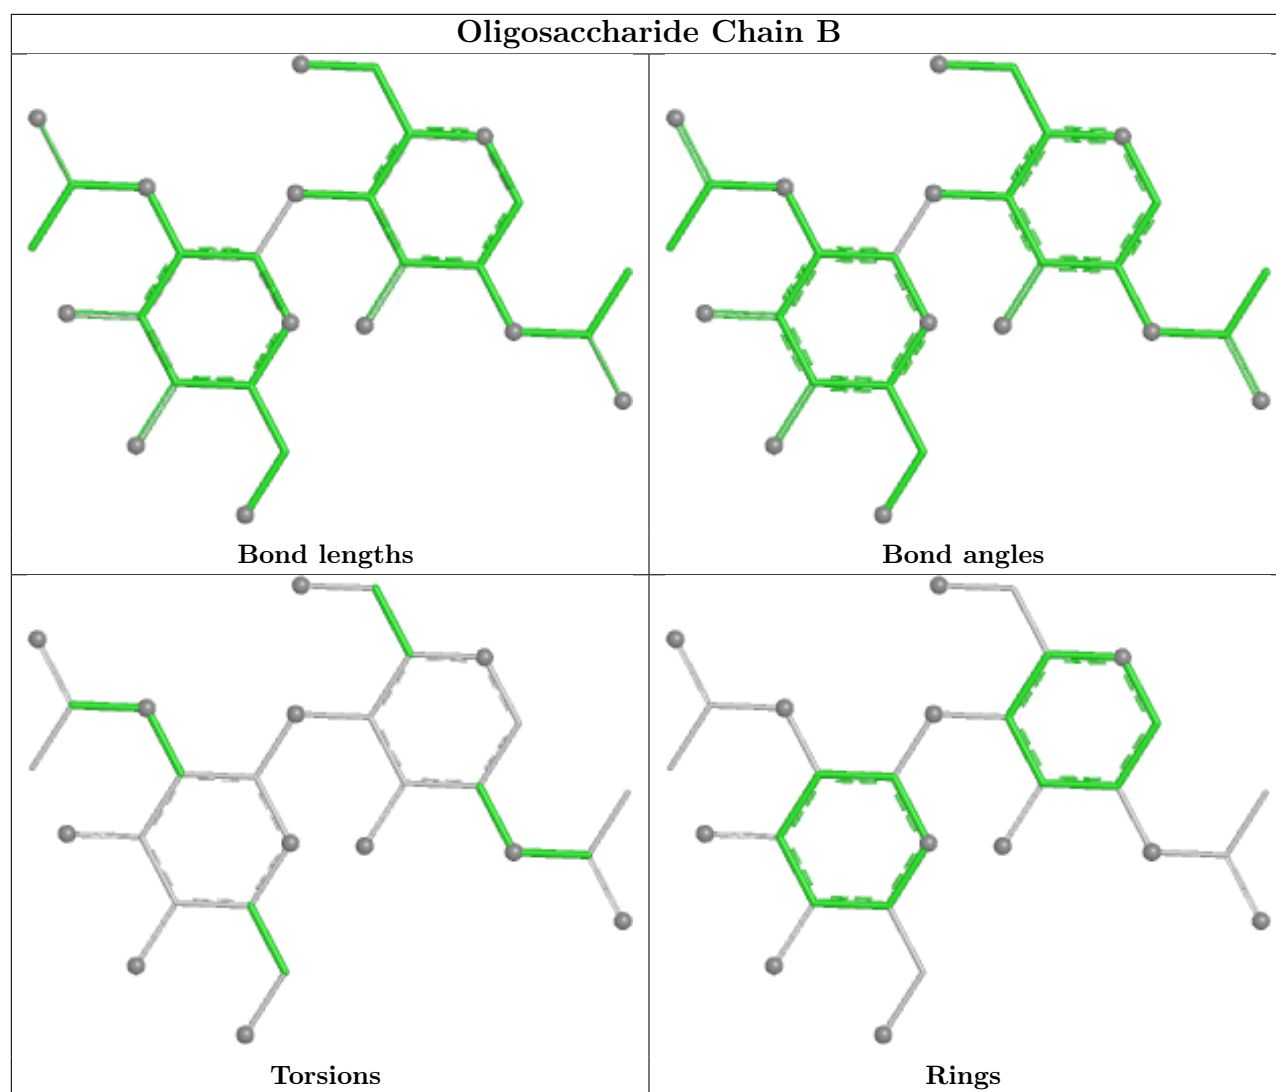 Oligosaccharide Chain B
Bond lengths
Bond angles
Torsions
Rings